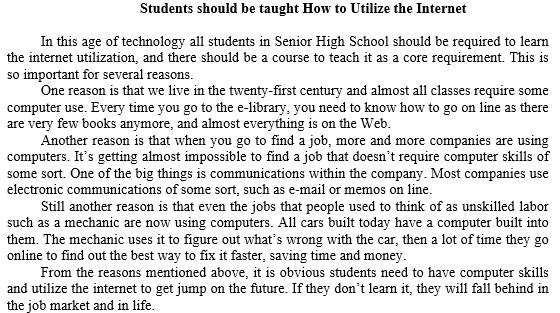 Students should be taught How to Utilize the Internet
In this age of technology all students in Senior High School should be required to learn
the internet utilization, and there should be a course to teach it as a core requirement. This is
so important for several reasons.
One reason is that we live in the twenty-first century and almost all classes require some
computer use. Every time you go to the e-library, you need to know how to go on line as there
are very few books anymore, and almost everything is on the Web.
Another reason is that when you go to find a job, more and more companies are using
computers. It's getting almost impossible to find a job that doesn't require computer skills of
some sort. One of the big things is communications within the company. Most companies use
electronic communications of some sort, such as e-mail or memos on line.
Still another reason is that even the jobs that people used to think of as unskilled labor
such as a mechanic are now using computers. All cars built today have a computer built into
them. The mechanic uses it to figure out what's wrong with the car, then a lot of time they go
online to find out the best way to fix it faster, saving time and money.
From the reasons mentioned above, it is obvious students need to have computer skills
and utilize the internet to get jump on the future. If they don't learn it, they will fall behind in
the job market and in life.